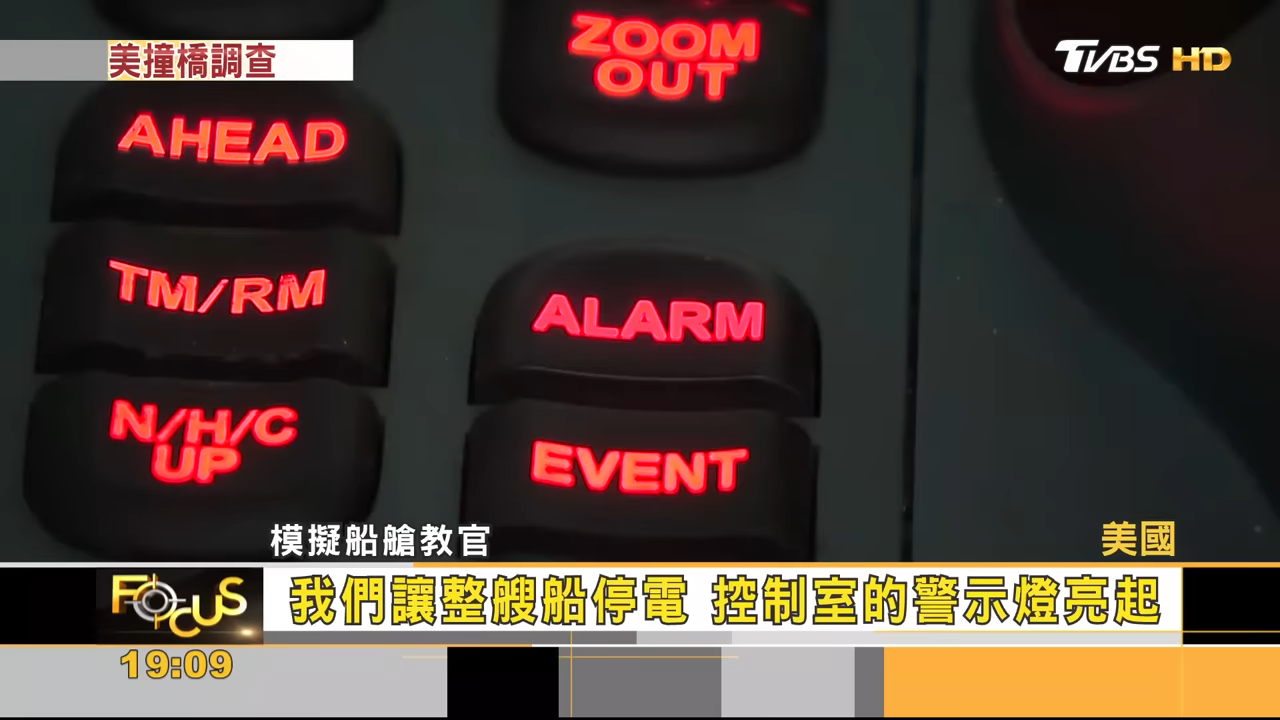 美撞橋調查
TVBS HD
ZOOM
OUT
AHEAD
TM/RM
ALARM
N/H/C
UP
EVENT
模擬船艙教官
美國
FOCUS
我們讓整艘船停電 控制室的警示燈亮起
19:09